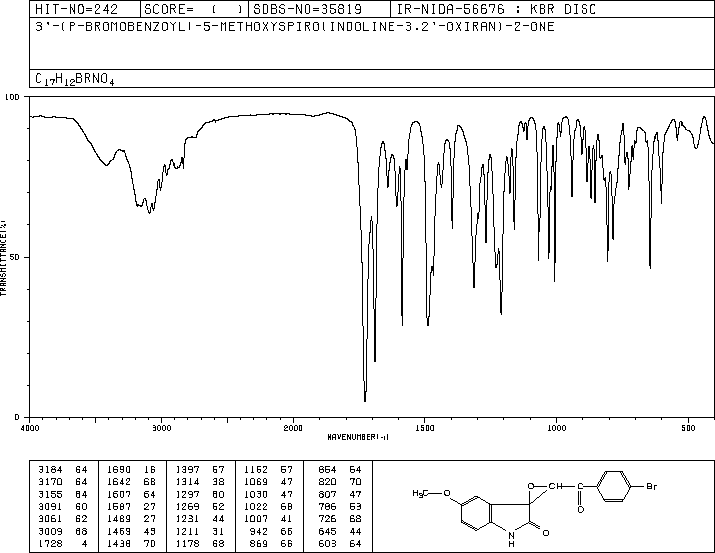 HIT-NO=242 SCORE= ( ) SDBS-NO=35819 IR-NIDA-56676 : KBR DISC
3'-(P-BROMOBENZOYL)-5-METHOXYSPIRO(INDOLINE-3.2'-OXIRAN)-2-ONE
C17H12BRNO4
100
50
0
TRANSMITTANCE(%)
4000 3000 2000 1500 1000 500
WAVENUMBER(-1)
3184 64 1690 16 1397 57 1162 57 854 64
3170 64 1642 68 1314 38 1069 47 820 70
3155 84 1607 64 1297 80 1030 47 807 47
3091 60 1587 27 1269 52 1022 68 786 53
3061 62 1489 27 1231 44 1007 41 726 68
3009 68 1469 49 1211 31 942 66 645 44
1728 4 1438 70 1178 68 869 66 603 64
H3C O O CH C Br
O
N
H
O